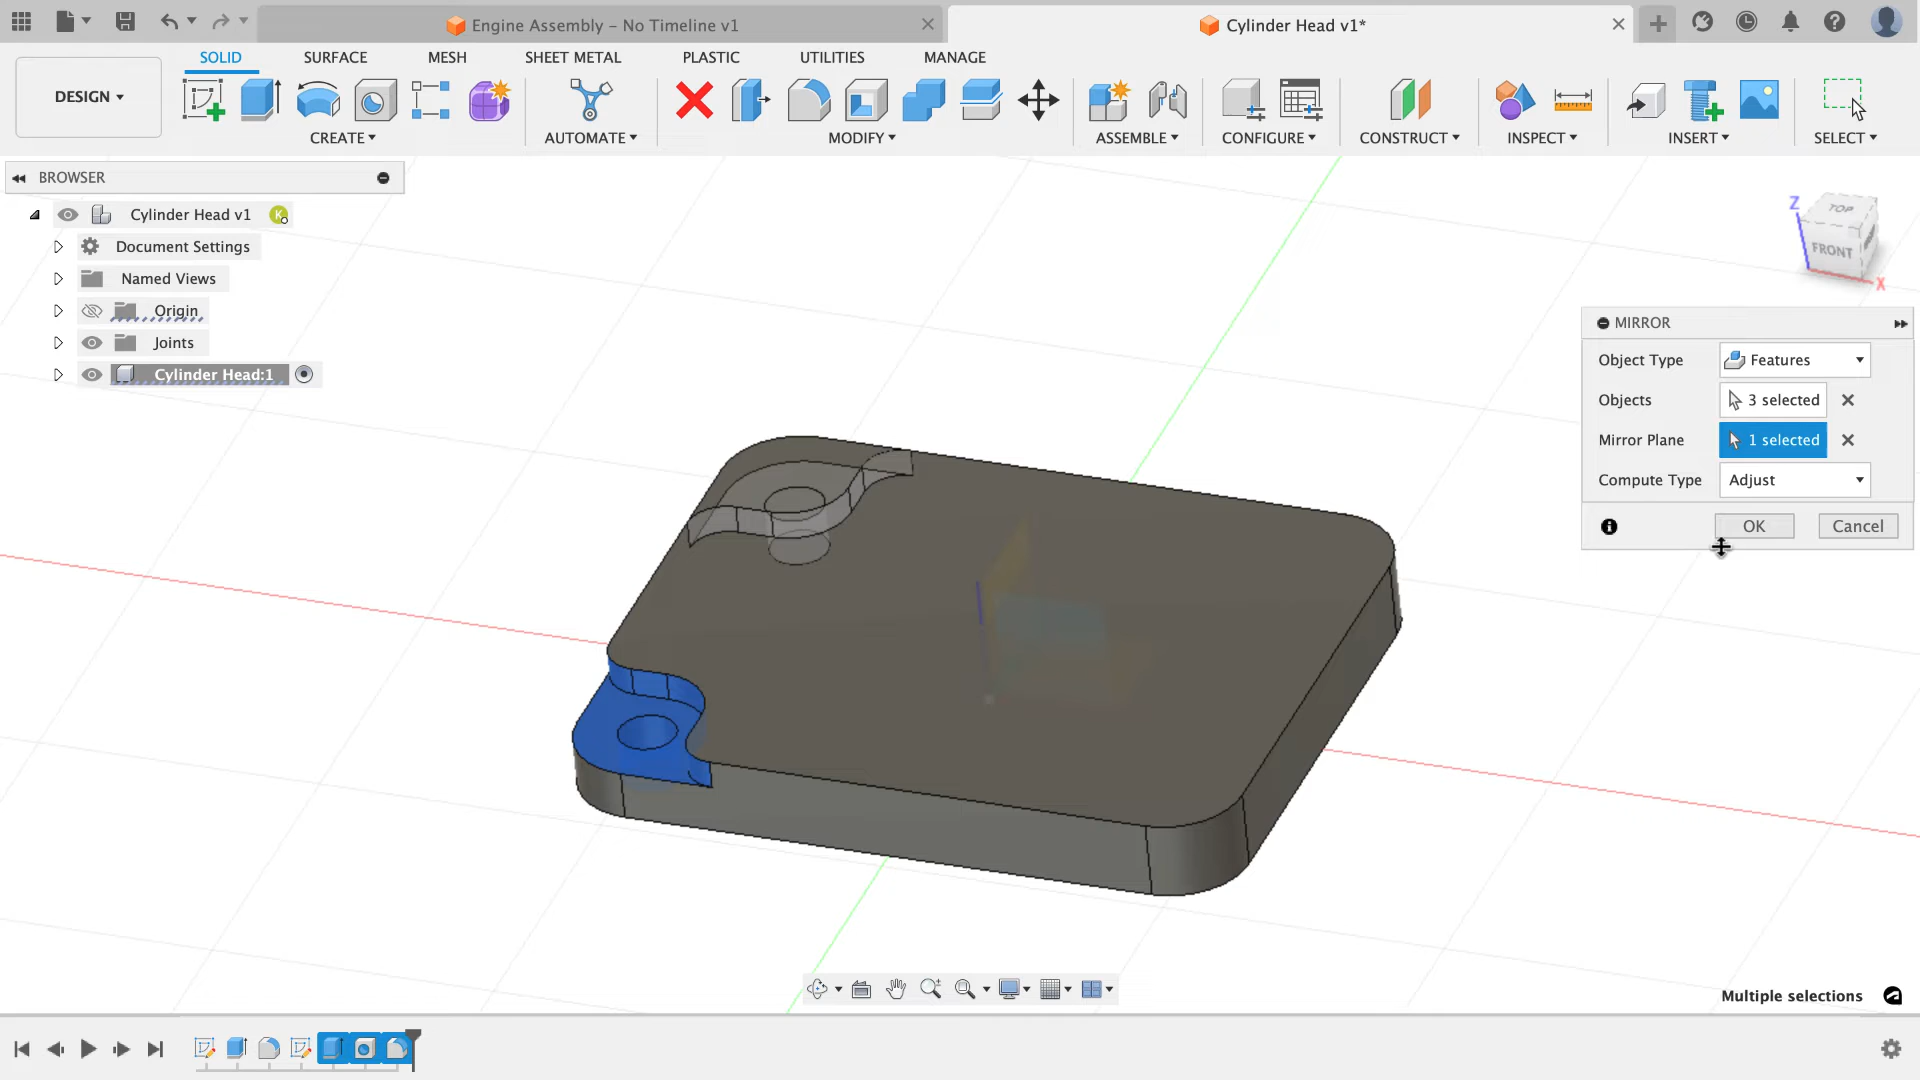 Engine Assembly – No Timeline v1
Cylinder Head v1*
DESIGN
SOLID
SURFACE
MESH
SHEET METAL
PLASTIC
UTILITIES
MANAGE
CREATE
AUTOMATE
MODIFY
ASSEMBLE
CONFIGURE
CONSTRUCT
INSPECT
INSERT
SELECT
BROWSER
Cylinder Head v1
K
Document Settings
Named Views
Origin
Joints
Cylinder Head:1
Z
TOP
FRONT
X
MIRROR
Object Type
Features
Objects
3 selected
Mirror Plane
1 selected
Compute Type
Adjust
OK
Cancel
Multiple selections